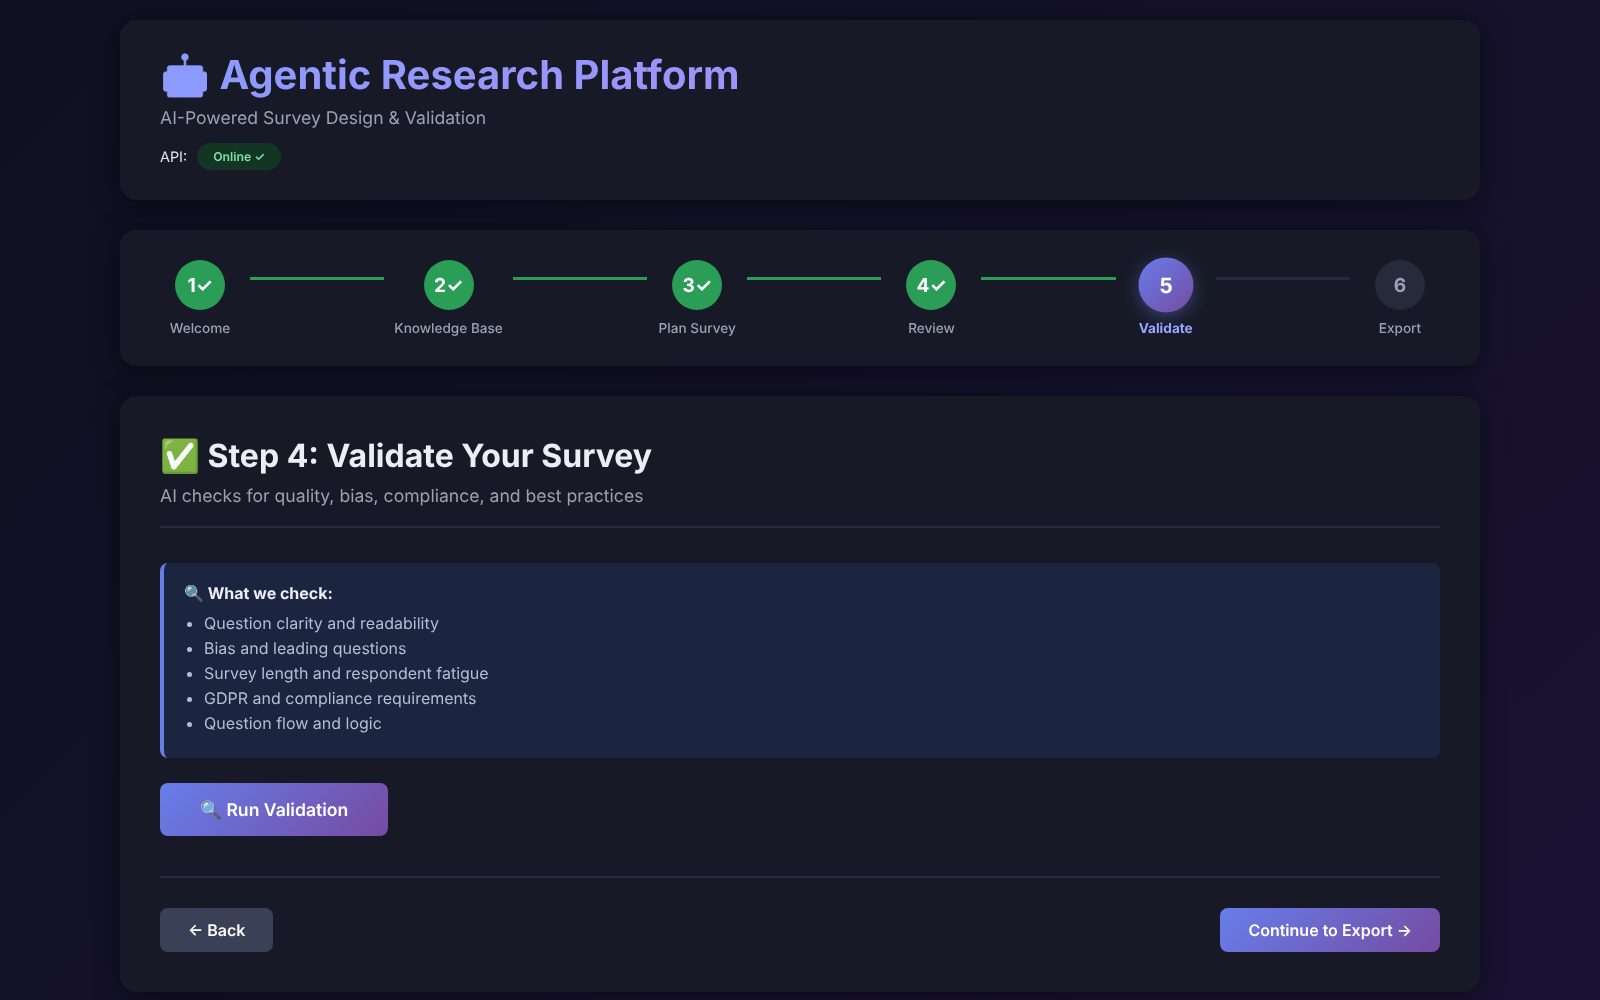 🤖 Agentic Research Platform
AI-Powered Survey Design & Validation
API: Online ✓
1✓ 2✓ 3✓ 4✓ 5 6
Welcome Knowledge Base Plan Survey Review Validate Export
✅ Step 4: Validate Your Survey
AI checks for quality, bias, compliance, and best practices
🔍 What we check:
• Question clarity and readability
• Bias and leading questions
• Survey length and respondent fatigue
• GDPR and compliance requirements
• Question flow and logic
🔍 Run Validation
← Back Continue to Export →